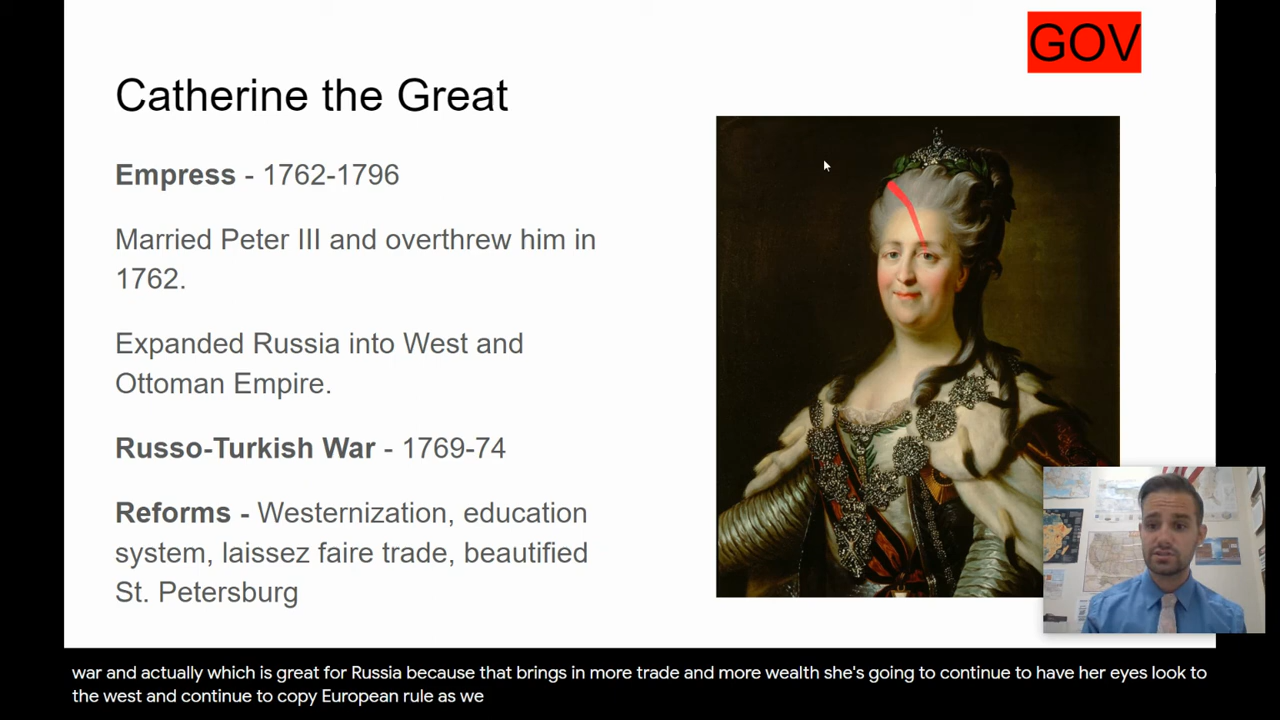 GOV
Catherine the Great
Empress - 1762-1796
Married Peter III and overthrew him in
1762.
Expanded Russia into West and
Ottoman Empire.
Russo-Turkish War - 1769-74
Reforms - Westernization, education
system, laissez faire trade, beautified
St. Petersburg
war and actually which is great for Russia because that brings in more trade and more wealth she's going to continue to have her eyes look to
the west and continue to copy European rule as we